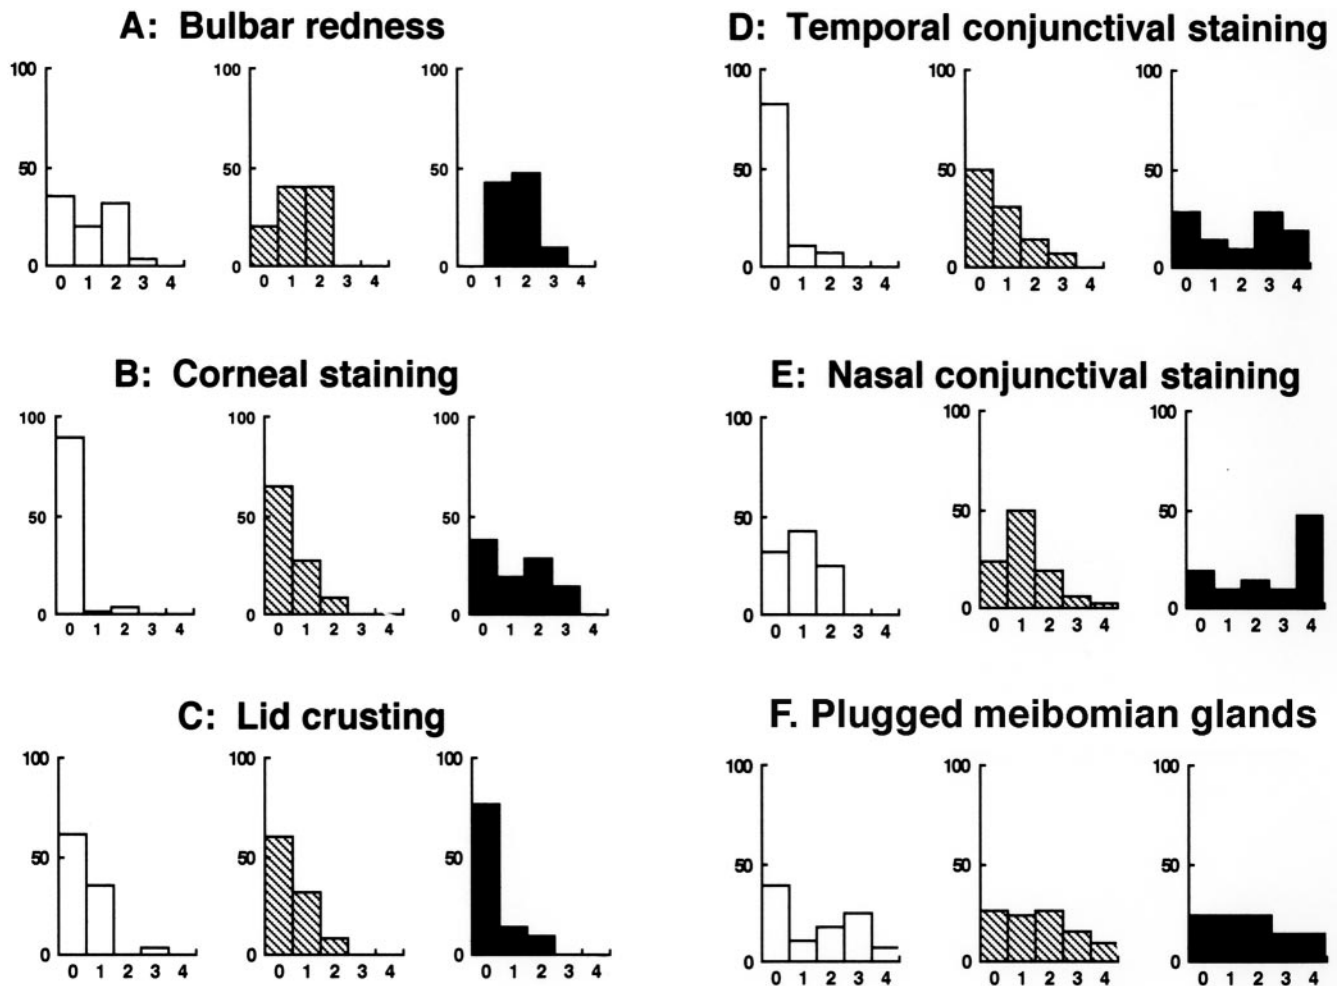 A: Bulbar redness
100
50
0
0 1 2 3 4
100
50
0
0 1 2 3 4
100
50
0
0 1 2 3 4
B: Corneal staining
100
50
0
0 1 2 3 4
100
50
0
0 1 2 3 4
100
50
0
0 1 2 3 4
C: Lid crusting
100
50
0
0 1 2 3 4
100
50
0
0 1 2 3 4
100
50
0
0 1 2 3 4
D: Temporal conjunctival staining
100
50
0
0 1 2 3 4
100
50
0
0 1 2 3 4
100
50
0
0 1 2 3 4
E: Nasal conjunctival staining
100
50
0
0 1 2 3 4
100
50
0
0 1 2 3 4
100
50
0
0 1 2 3 4
F. Plugged meibomian glands
100
50
0
0 1 2 3 4
100
50
0
0 1 2 3 4
100
50
0
0 1 2 3 4